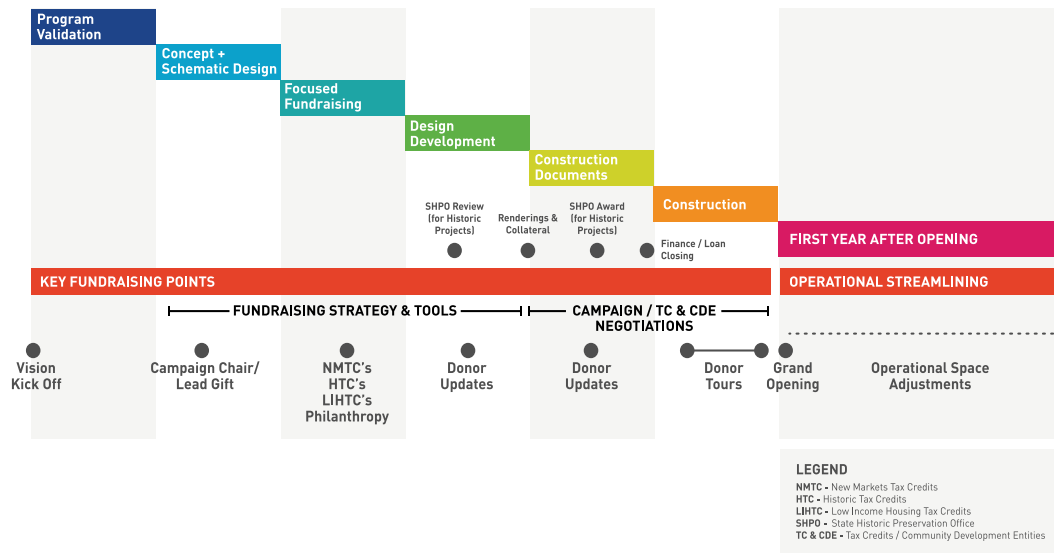 Program
Validation
Concept +
Schematic Design
Focused
Fundraising
Design
Development
Construction
Documents
Construction
FIRST YEAR AFTER OPENING
SHPO Review
(for Historic
Projects)
Renderings &
Collateral
SHPO Award
(for Historic
Projects)
Finance / Loan
Closing
KEY FUNDRAISING POINTS
OPERATIONAL STREAMLINING
FUNDRAISING STRATEGY & TOOLS
CAMPAIGN / TC & CDE
NEGOTIATIONS
Vision
Kick Off
Campaign Chair/
Lead Gift
NMTC's
HTC's
LIHTC's
Philanthropy
Donor
Updates
Donor
Updates
Donor
Tours
Grand
Opening
Operational Space
Adjustments
LEGEND
NMTC - New Markets Tax Credits
HTC - Historic Tax Credits
LIHTC - Low Income Housing Tax Credits
SHPO - State Historic Preservation Office
TC & CDE - Tax Credits / Community Development Entities